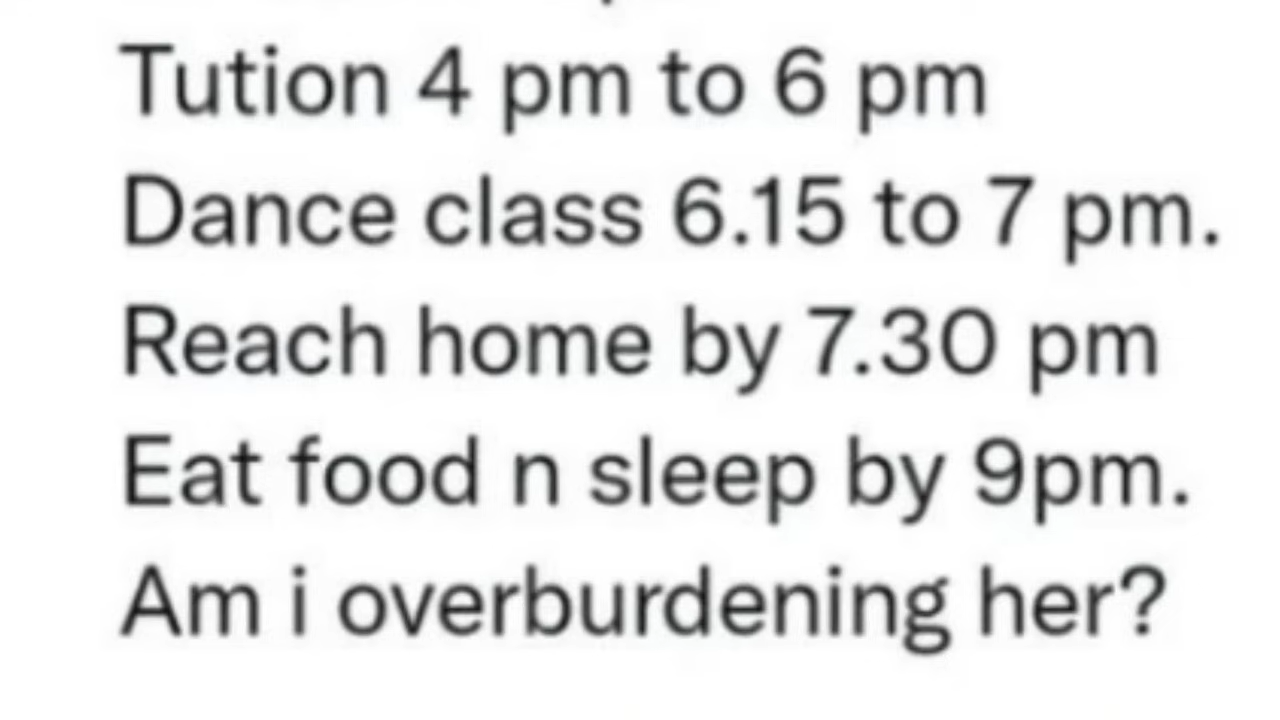 Tution 4 pm to 6 pm
Dance class 6.15 to 7 pm.
Reach home by 7.30 pm
Eat food n sleep by 9pm.
Am i overburdening her?